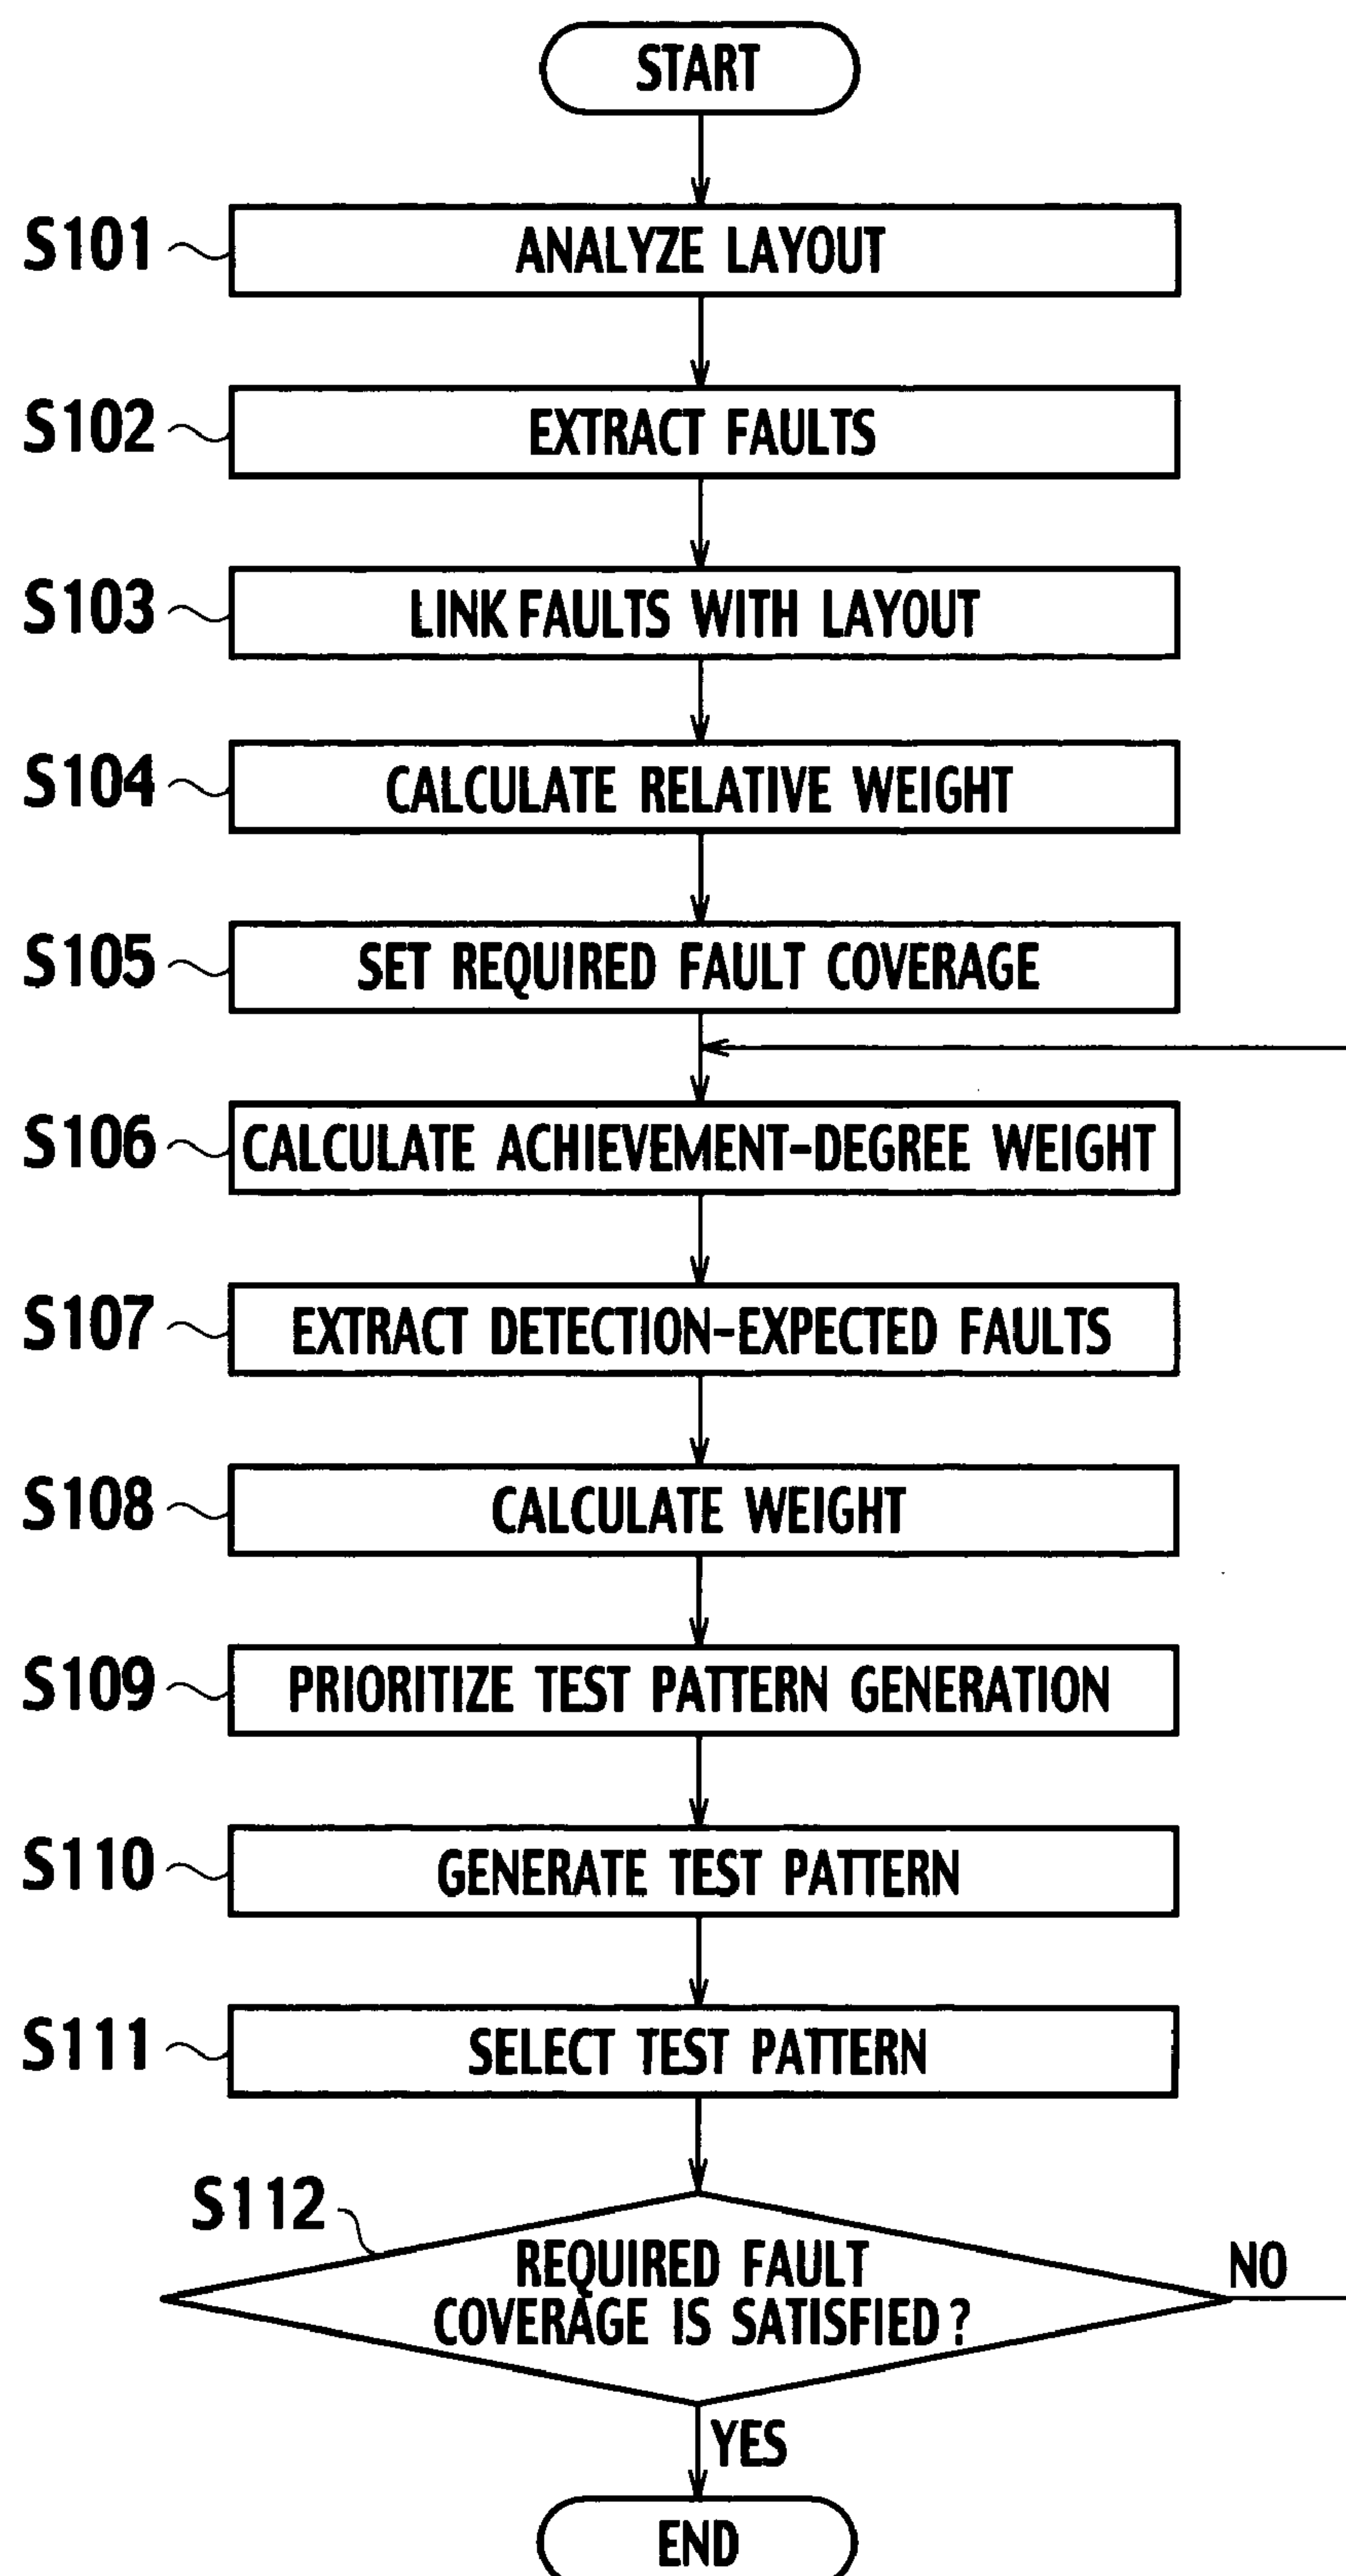 START
S101
ANALYZE LAYOUT
S102
EXTRACT FAULTS
S103
LINK FAULTS WITH LAYOUT
S104
CALCULATE RELATIVE WEIGHT
S105
SET REQUIRED FAULT COVERAGE
S106
CALCULATE ACHIEVEMENT-DEGREE WEIGHT
S107
EXTRACT DETECTION-EXPECTED FAULTS
S108
CALCULATE WEIGHT
S109
PRIORITIZE TEST PATTERN GENERATION
S110
GENERATE TEST PATTERN
S111
SELECT TEST PATTERN
S112
REQUIRED FAULT
COVERAGE IS SATISFIED?
NO
YES
END